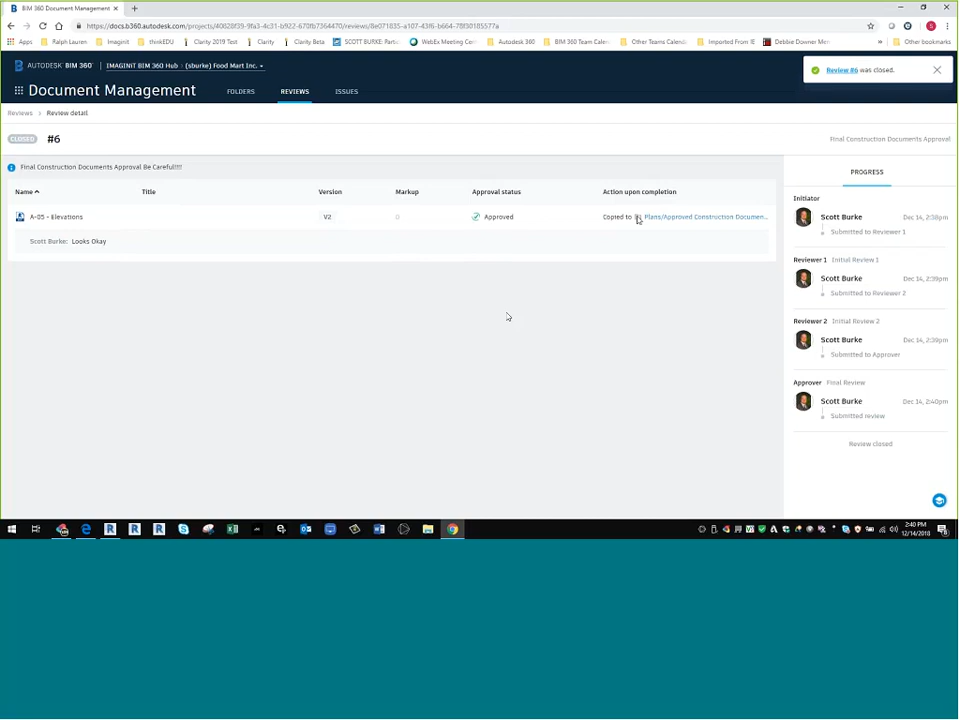 BIM 360 Document Management
https://docs.b360.autodesk.com/projects/40828f39-9fa3-4c31-b922-670fb7364470/reviews/8e071835-a107-43f6-b664-78f30185577a
Apps Ralph Lauren Imaginit thinkEDU Clarity 2019 Test Clarity Clarity Beta SCOTT BURKE: Partic WebEx Meeting Cen Autodesk 360 BIM 360 Team Calen Other Teams Calenda Imported From IE Debbie Downer Mem » Other bookmarks
AUTODESK BIM 360° IMAGINIT BIM 360 Hub : (sburke) Food Mart Inc.
Review #6 was closed.
Document Management FOLDERS REVIEWS ISSUES
Reviews > Review detail
CLOSED #6
Final Construction Documents Approval
Final Construction Documents Approval Be Careful!!!!
Name Title Version Markup Approval status Action upon completion
A-05 - Elevations V2 0 Approved Copied to Plans/Approved Construction Documen...
Scott Burke: Looks Okay
PROGRESS
Initiator
Scott Burke Dec 14, 2:38pm
Submitted to Reviewer 1
Reviewer 1 Initial Review 1
Scott Burke Dec 14, 2:39pm
Submitted to Reviewer 2
Reviewer 2 Initial Review 2
Scott Burke Dec 14, 2:39pm
Submitted to Approver
Approver Final Review
Scott Burke Dec 14, 2:40pm
Submitted review
Review closed
2:40 PM
12/14/2018